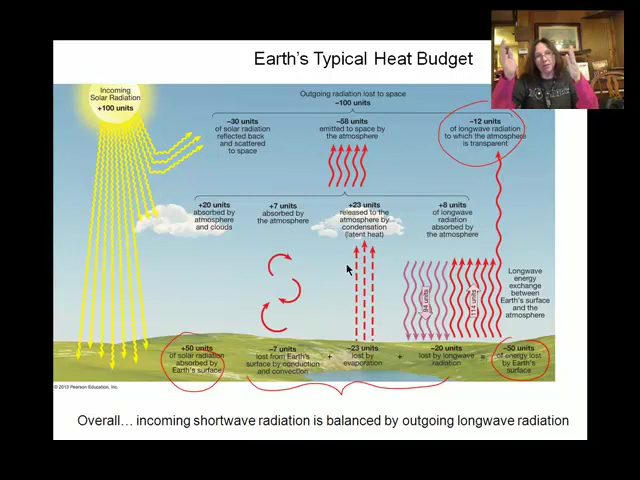 Earth's Typical Heat Budget
Incoming
Solar Radiation
+100 units
Outgoing radiation lost to space
−100 units
−30 units
of solar radiation
reflected back
and scattered
to space
−58 units
emitted to space by
the atmosphere
−12 units
of longwave radiation
to which the atmosphere
is transparent
+20 units
absorbed by
atmosphere
and clouds
+7 units
absorbed by
the atmosphere
+23 units
released to the
atmosphere by
condensation
(latent heat)
+8 units
of longwave
radiation
absorbed by the
atmosphere
94 units
114 units
Longwave
energy
exchange
between
Earth's surface
and the
atmosphere
+50 units
of solar radiation
absorbed by
Earth's surface
−7 units
lost from Earth's
surface by conduction
and convection
+
−23 units
lost by
evaporation
+
−20 units
lost by longwave
radiation
=
−50 units
of energy lost
by Earth's
surface
© 2013 Pearson Education, Inc.
Overall… incoming shortwave radiation is balanced by outgoing longwave radiation